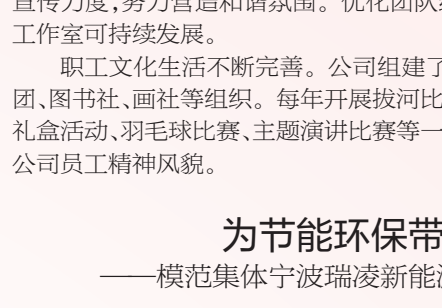 宣传力度，努力营造和谐氛围。优化团队
工作室可持续发展。
职工文化生活不断完善。公司组建了
团、图书社、画社等组织。每年开展拔河比
礼盒活动、羽毛球比赛、主题演讲比赛等一
公司员工精神风貌。
为节能环保带
——模范集体宁波瑞凌新能